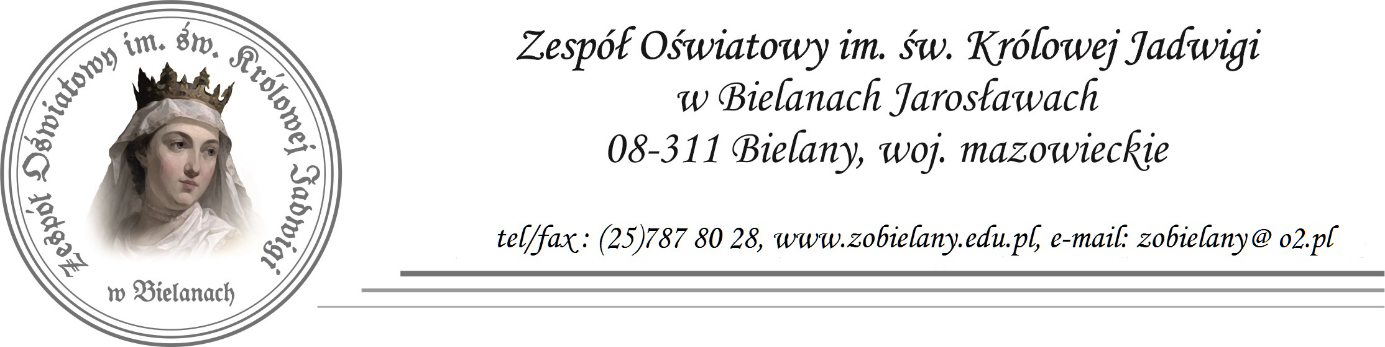 Zespół Oświatowy im. św. Królowej Jadwigi
w Bielanach
Zespół Oświatowy im. św. Królowej Jadwigi
w Bielanach Jarosławach
08-311 Bielany, woj. mazowieckie
tel/fax : (25)787 80 28, www.zobielany.edu.pl, e-mail: zobielany@ o2.pl